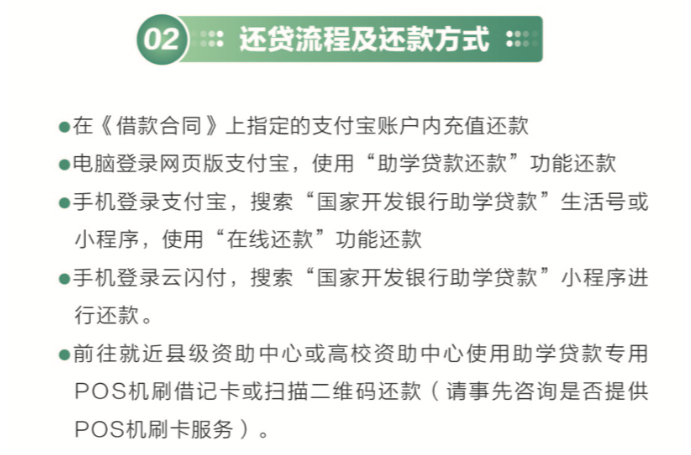 02 还贷流程及还款方式
●在《借款合同》上指定的支付宝账户内充值还款
●电脑登录网页版支付宝，使用“助学贷款还款”功能还款
●手机登录支付宝，搜索“国家开发银行助学贷款”生活号或
小程序，使用“在线还款”功能还款
●手机登录云闪付，搜索“国家开发银行助学贷款”小程序进
行还款。
●前往就近县级资助中心或高校资助中心使用助学贷款专用
POS机刷借记卡或扫描二维码还款（请事先咨询是否提供
POS机刷卡服务）。